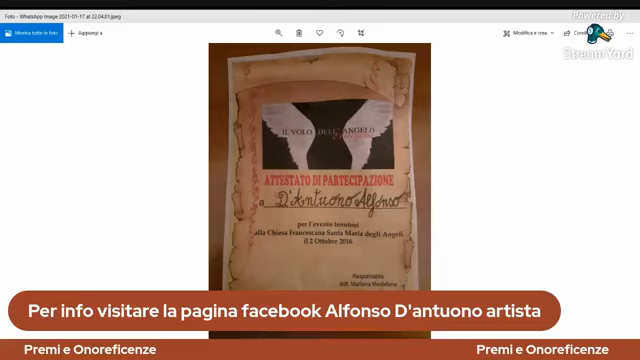 Foto - WhatsApp Image 2021-01-17 at 22.04.01.jpeg
Mostra tutte le foto
Aggiungi a
Modifica e crea
Powered by
StreamYard
IL VOLO DELL'ANGELO
ATTESTATO DI PARTECIPAZIONE
a D'Antuono Alfonso
per l'evento tenutosi
alla Chiesa Francescana Santa Maria degli Angeli
il 2 Ottobre 2016
Responsabile
dott. Marilena
Per info visitare la pagina facebook Alfonso D'antuono artista
Premi e Onoreficenze
Premi e Onoreficenze